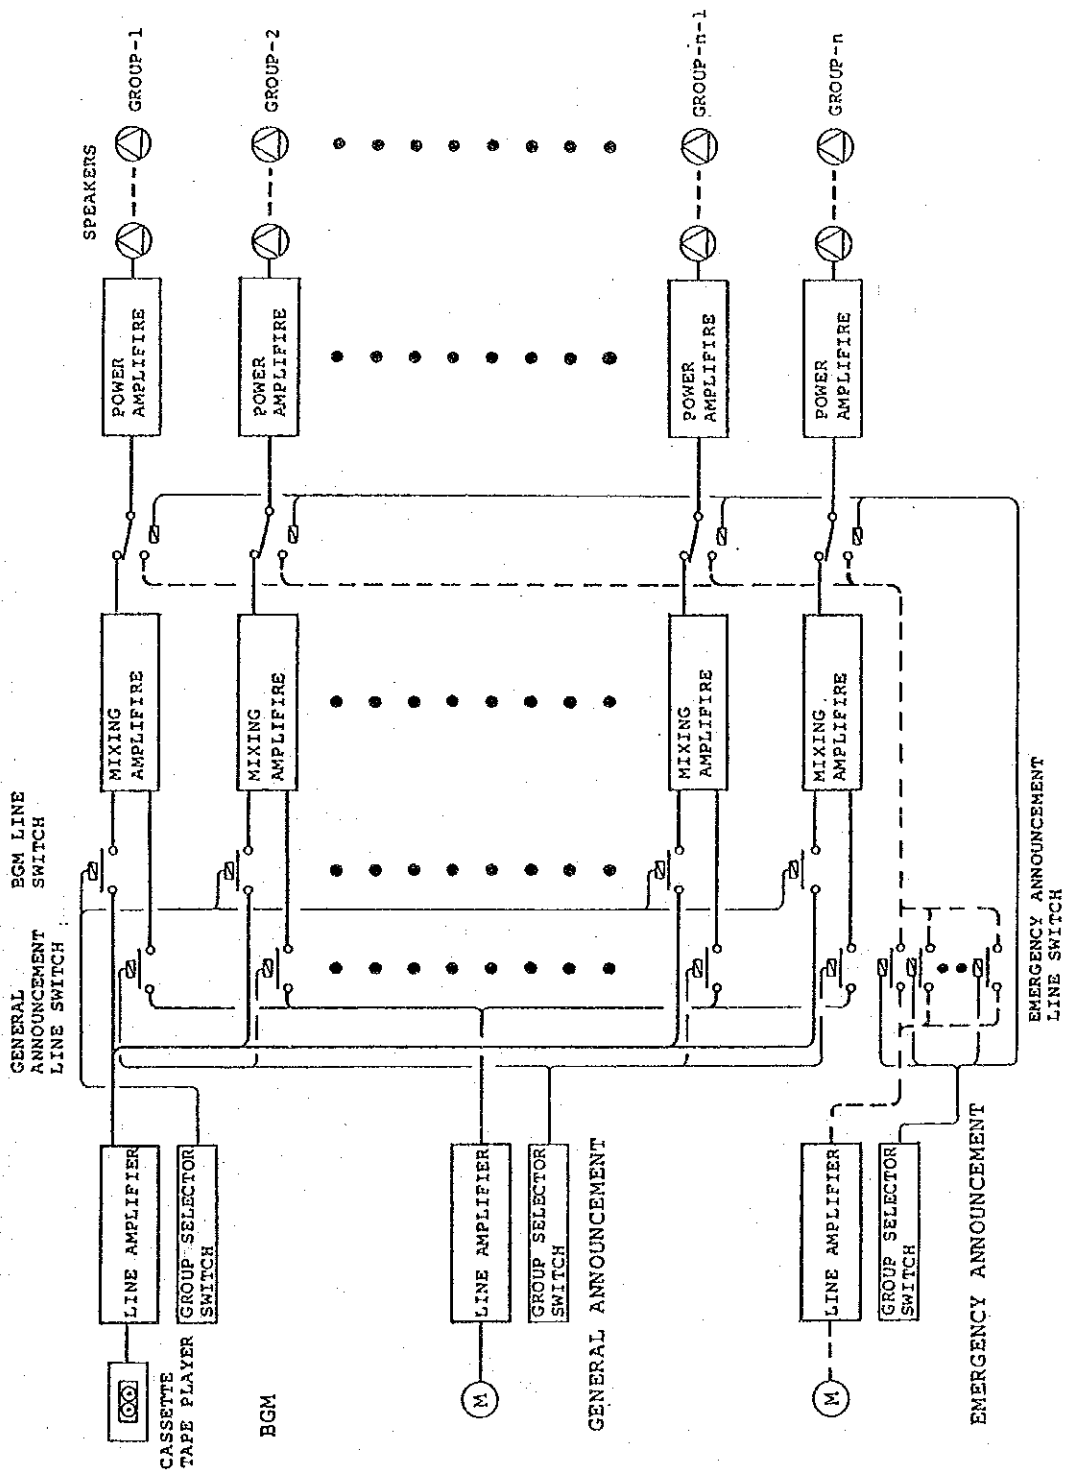 SPEAKERS
GROUP-1
GROUP-2
GROUP-n-1
GROUP-n
POWER
AMPLIFIRE
POWER
AMPLIFIRE
POWER
AMPLIFIRE
POWER
AMPLIFIRE
MIXING
AMPLIFIRE
MIXING
AMPLIFIRE
MIXING
AMPLIFIRE
MIXING
AMPLIFIRE
BGM LINE
SWITCH
GENERAL
ANNOUNCEMENT
LINE SWITCH
EMERGENCY ANNOUNCEMENT
LINE SWITCH
LINE AMPLIFIER
GROUP SELECTOR
SWITCH
CASSETTE
TAPE PLAYER
BGM
LINE AMPLIFIER
GROUP SELECTOR
SWITCH
M
GENERAL ANNOUNCEMENT
LINE AMPLIFIER
GROUP SELECTOR
SWITCH
M
EMERGENCY ANNOUNCEMENT